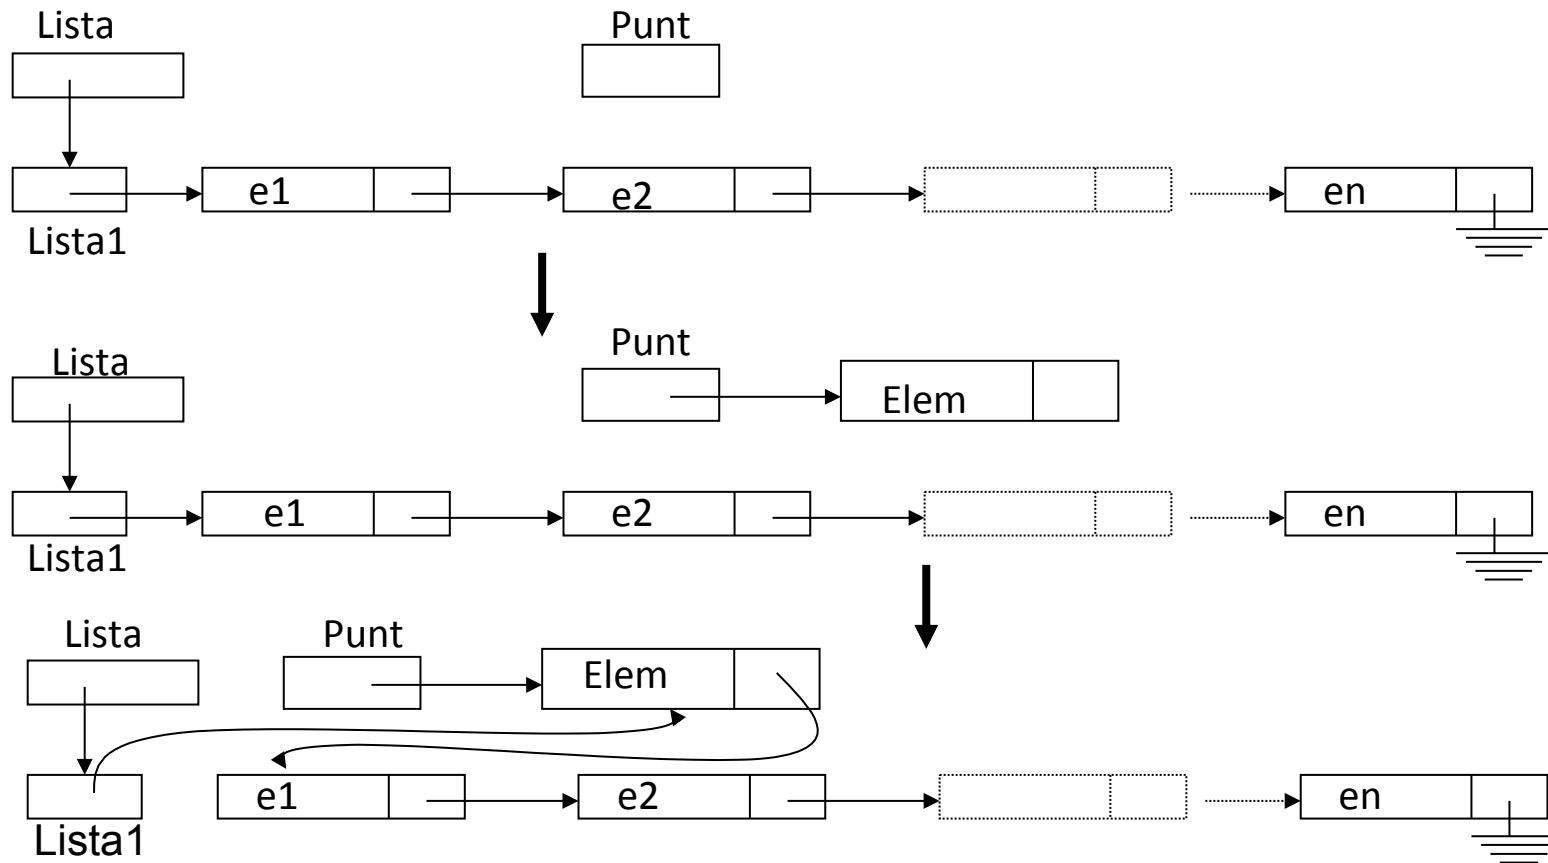 Lista Punt
e1 e2 en
Lista1
Punt
Lista
Elem
e1 e2 en
Lista1
Lista Punt
Elem
e1 e2 en
Lista1